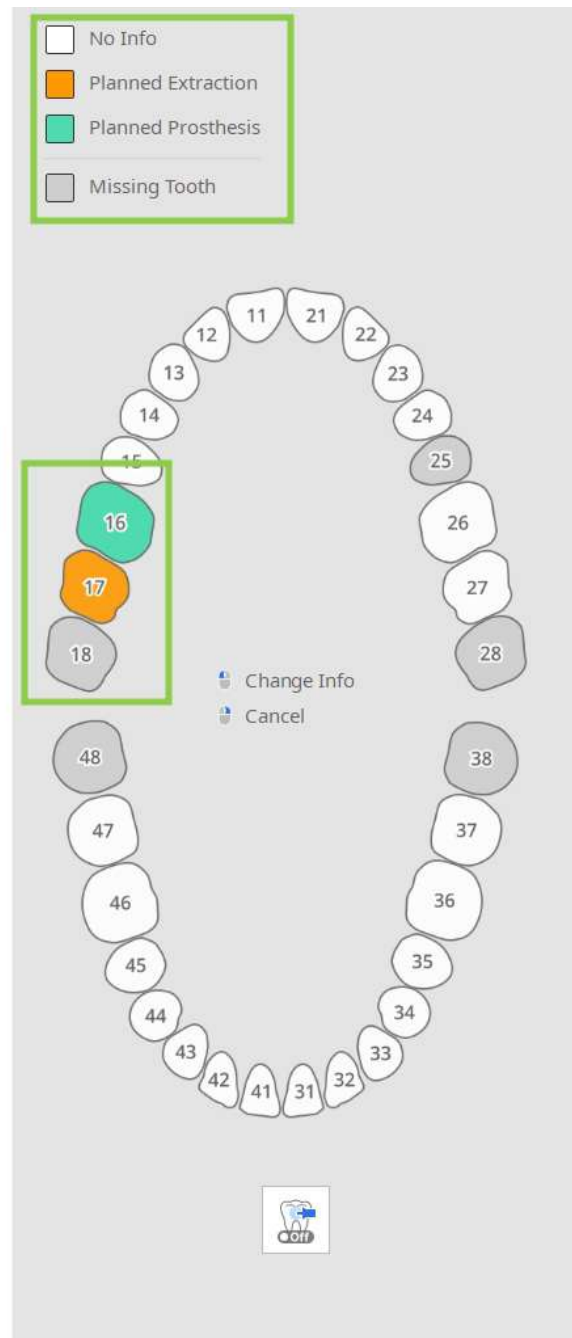 No Info
Planned Extraction
Planned Prosthesis
Missing Tooth
11 21
12 22
13 23
14 24
15 25
16 26
17 27
18 28
Change Info
Cancel
48 38
47 37
46 36
45 35
44 34
43 33
42 41 31 32
Off